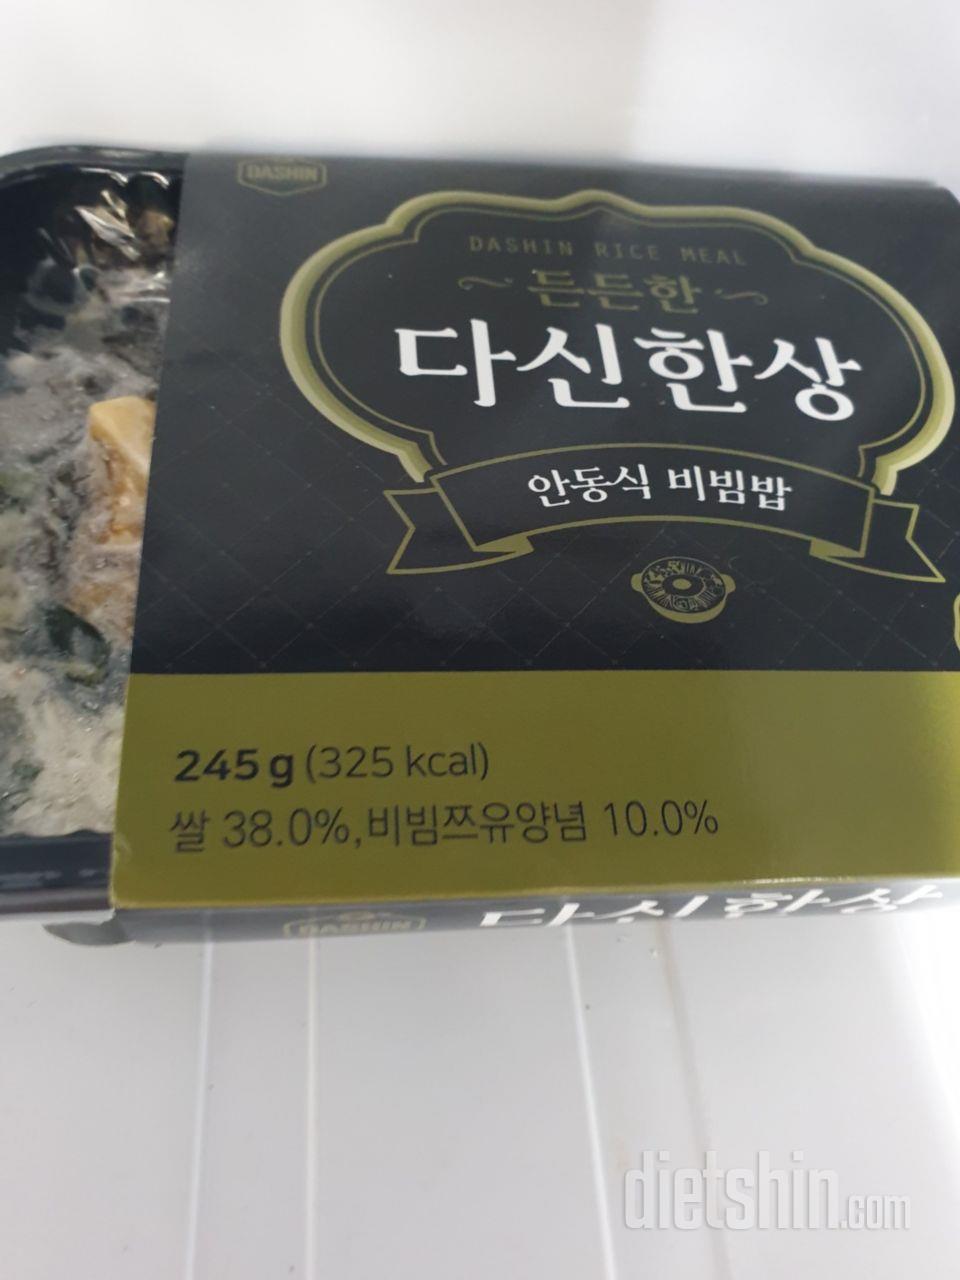 DASHIN
DASHIN RICE MEAL
든든한
다신한상
안동식 비빔밥
245g (325 kcal)
쌀 38.0%,비빔쯔유양념 10.0%
DASHIN
다신한상
dietshin.com